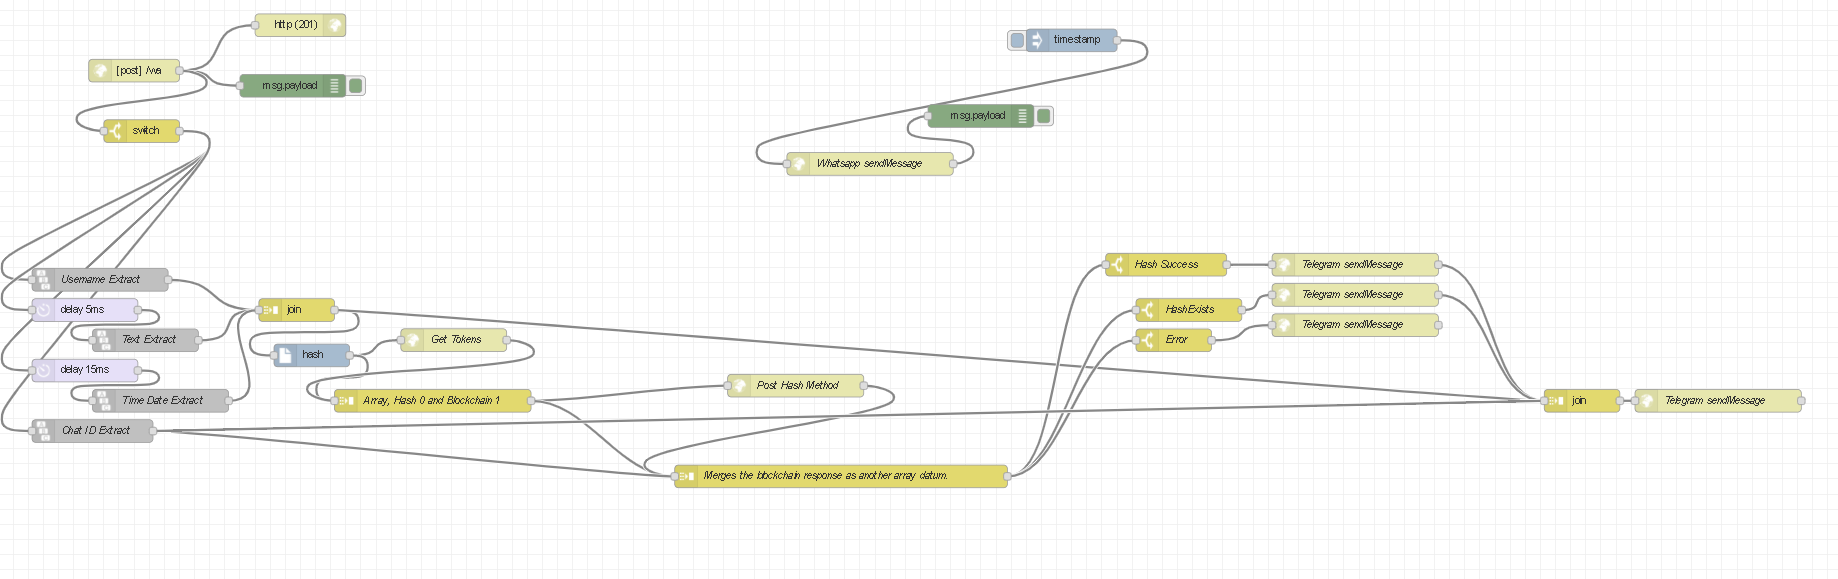 http (201)
timestamp
[post] /wa
msg.payload
msg.payload
switch
Whatsapp sendMessage
Hash Success
Telegram sendMessage
Username Extract
Telegram sendMessage
delay 5ms
join
HashExists
Telegram sendMessage
Text Extract
Get Tokens
Error
hash
delay 15ms
Post Hash Method
Time Date Extract
Array, Hash 0 and Blockchain 1
join
Telegram sendMessage
Chat ID Extract
Merges the blockchain response as another array datum.